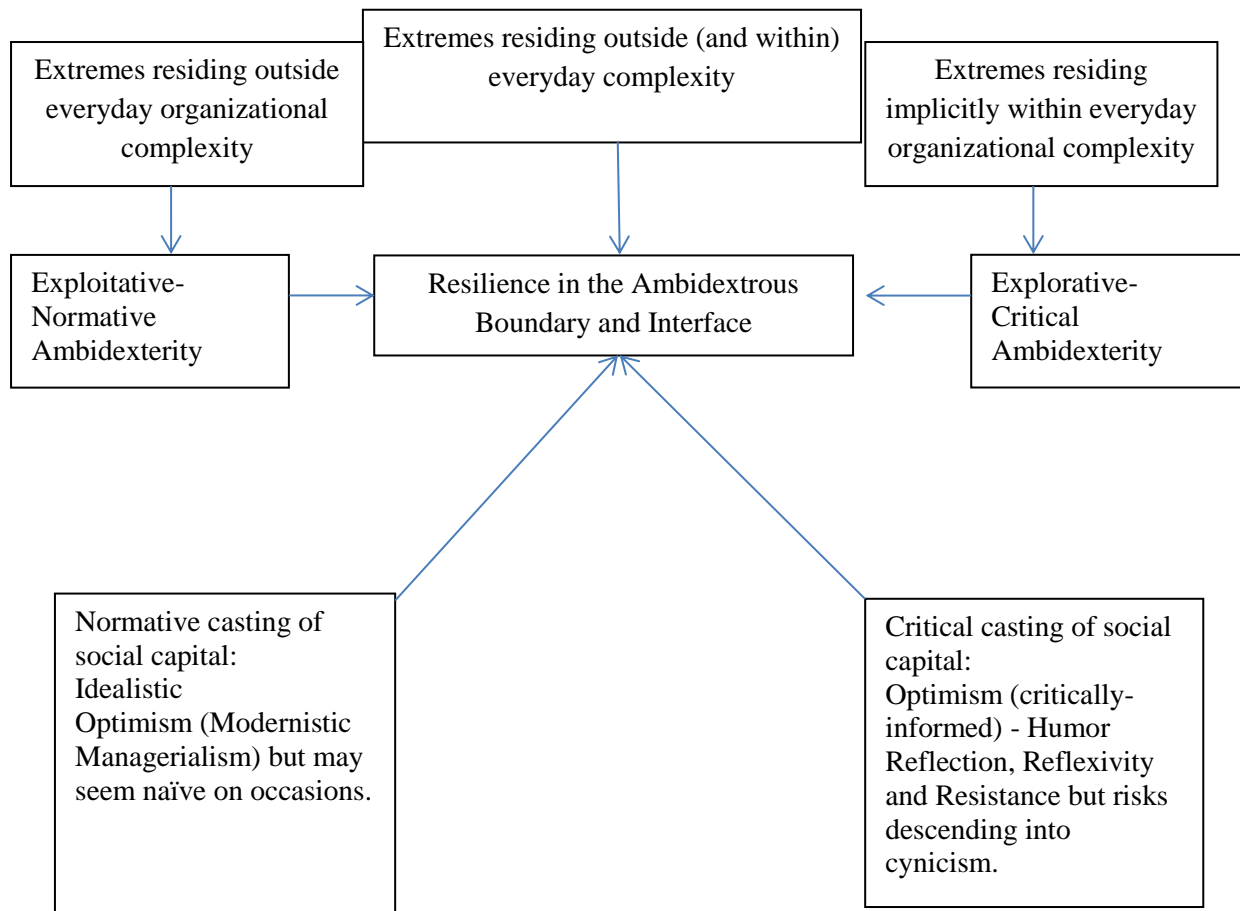 Extremes residing outside
everyday organizational
complexity
Extremes residing outside (and within)
everyday complexity
Extremes residing
implicitly within everyday
organizational complexity
Exploitative-
Normative
Ambidexterity
Resilience in the Ambidextrous
Boundary and Interface
Explorative-
Critical
Ambidexterity
Normative casting of
social capital:
Idealistic
Optimism (Modernistic
Managerialism) but may
seem naïve on occasions.
Critical casting of social
capital:
Optimism (critically-
informed) - Humor
Reflection, Reflexivity
and Resistance but risks
descending into
cynicism.